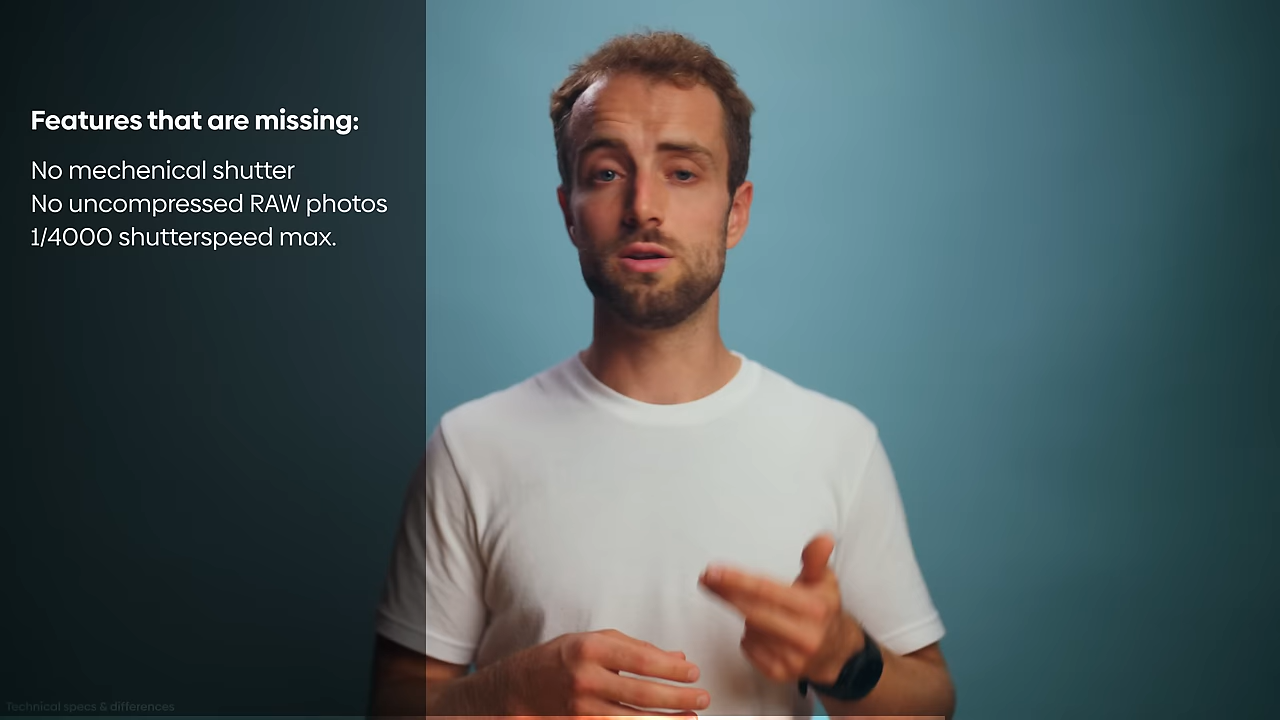 Features that are missing:
No mechenical shutter
No uncompressed RAW photos
1/4000 shutterspeed max.
Technical specs & differences